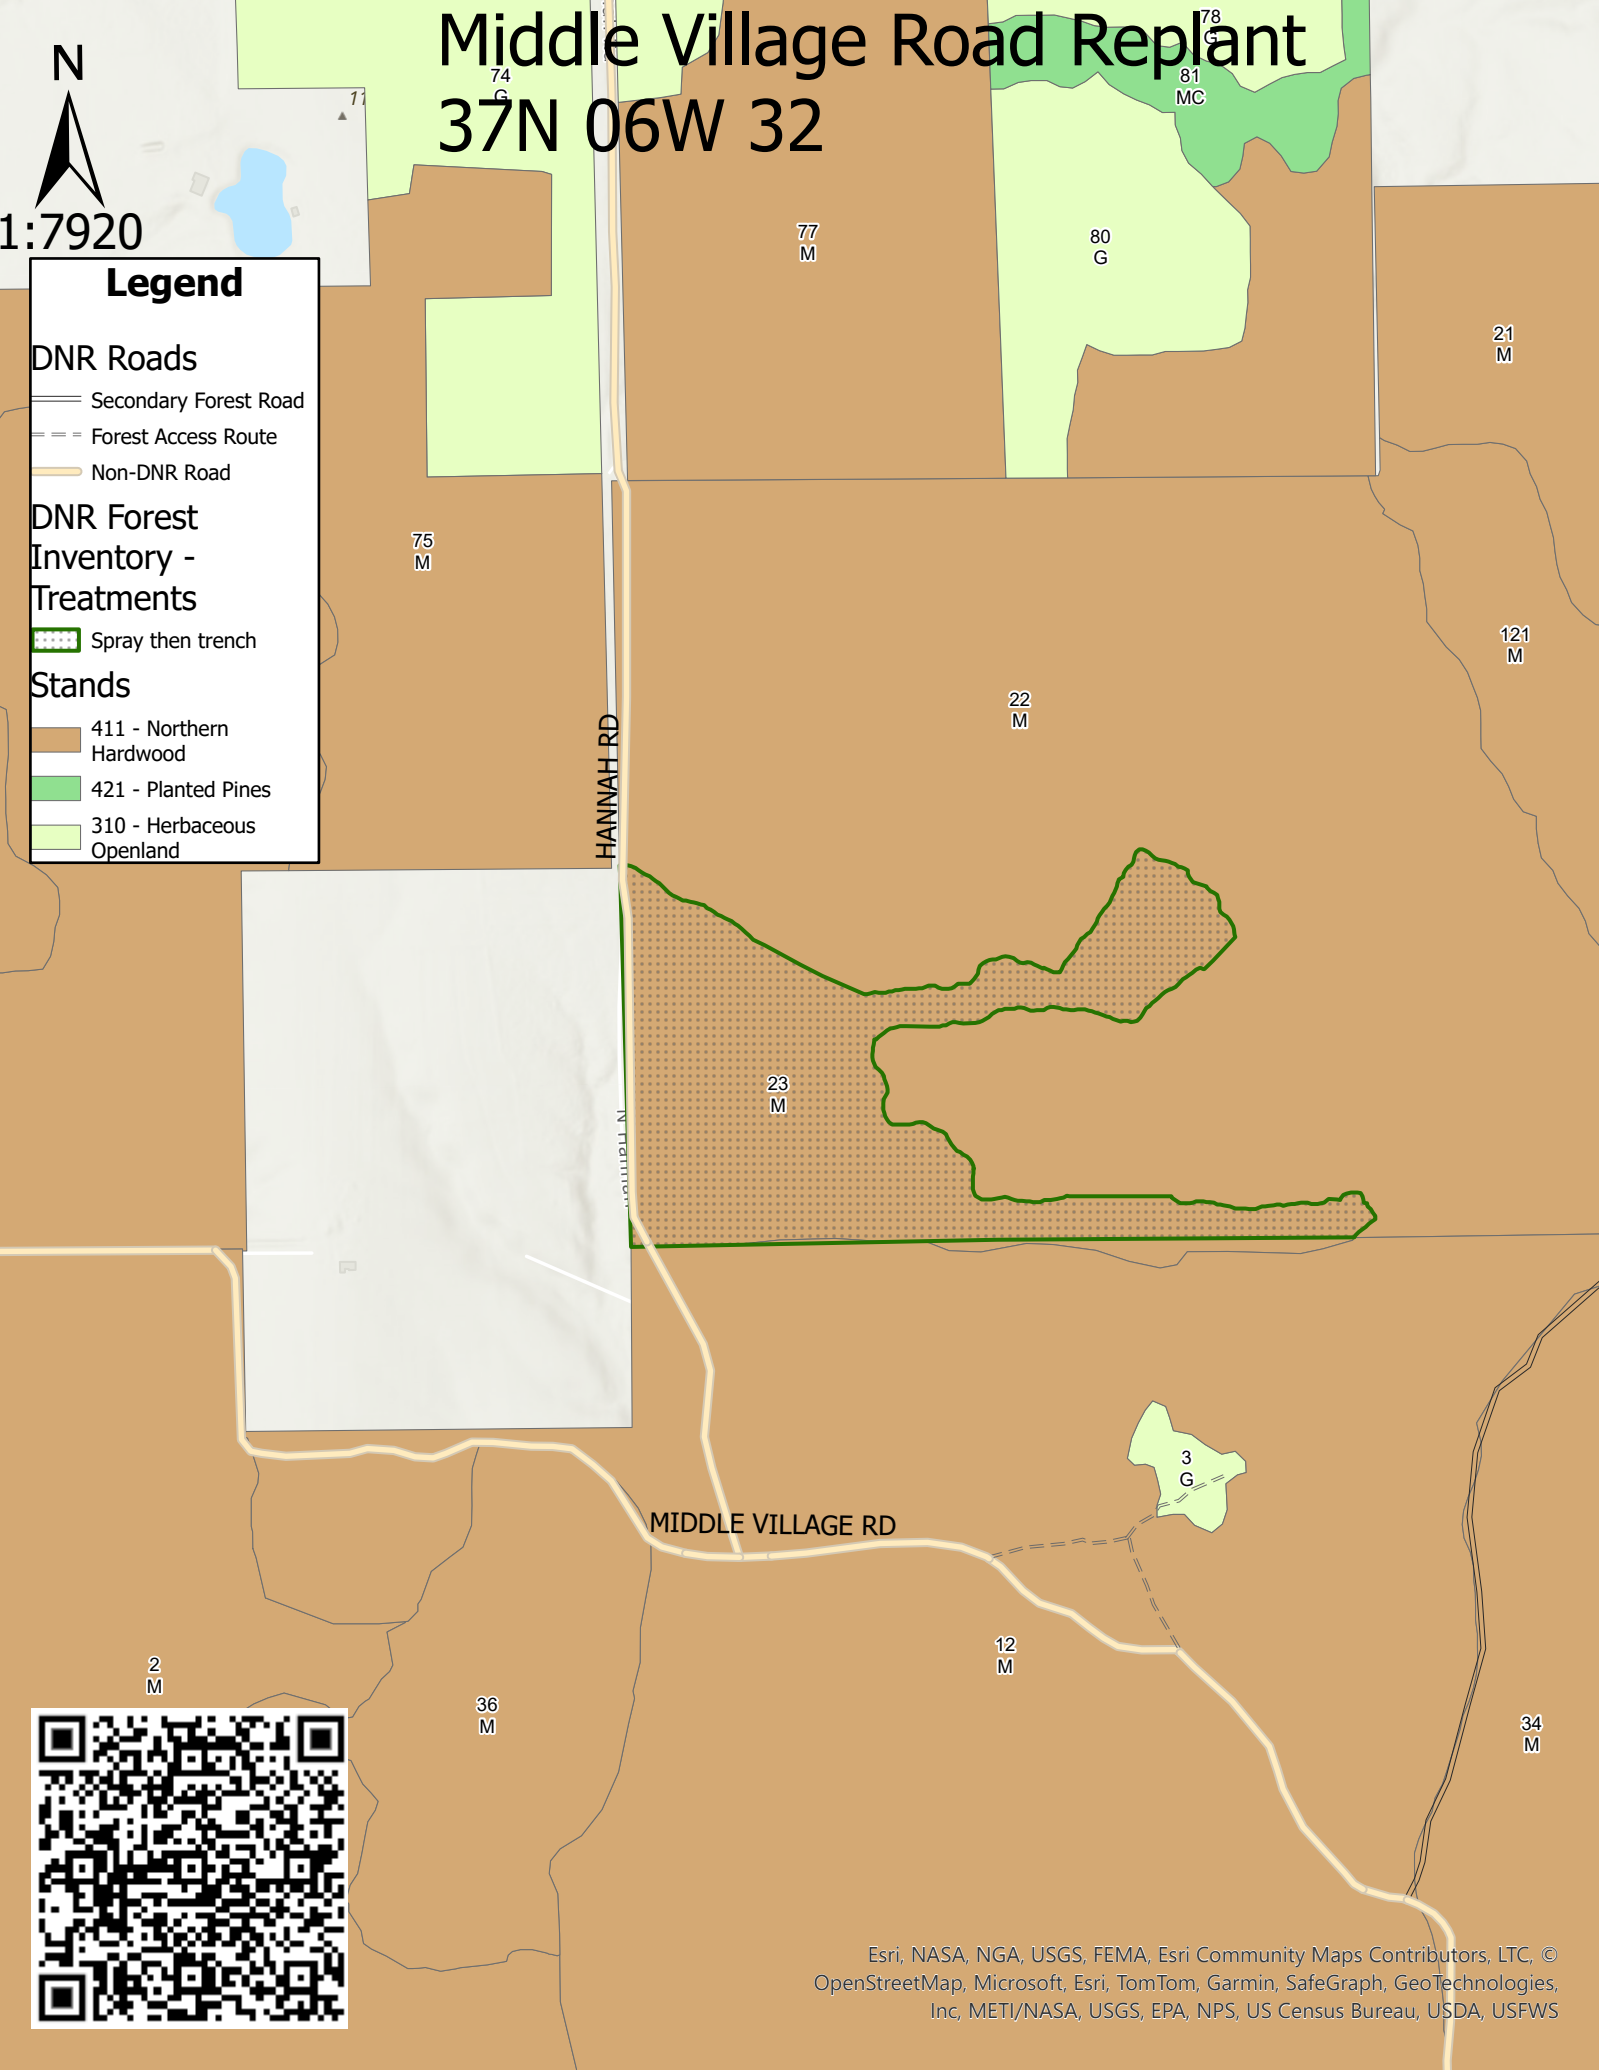 Middle Village Road Replant
37N 06W 32
N
1:7920
Legend
DNR Roads
Secondary Forest Road
Forest Access Route
Non-DNR Road
DNR Forest
Inventory -
Treatments
Spray then trench
Stands
411 - Northern
Hardwood
421 - Planted Pines
310 - Herbaceous
Openland
74
G
78
G
81
MC
77
M
80
G
21
M
75
M
121
M
22
M
HANNAH RD
23
M
N Hannah
3
G
MIDDLE VILLAGE RD
12
M
2
M
36
M
34
M
Esri, NASA, NGA, USGS, FEMA, Esri Community Maps Contributors, LTC, ©
OpenStreetMap, Microsoft, Esri, TomTom, Garmin, SafeGraph, GeoTechnologies,
Inc, METI/NASA, USGS, EPA, NPS, US Census Bureau, USDA, USFWS